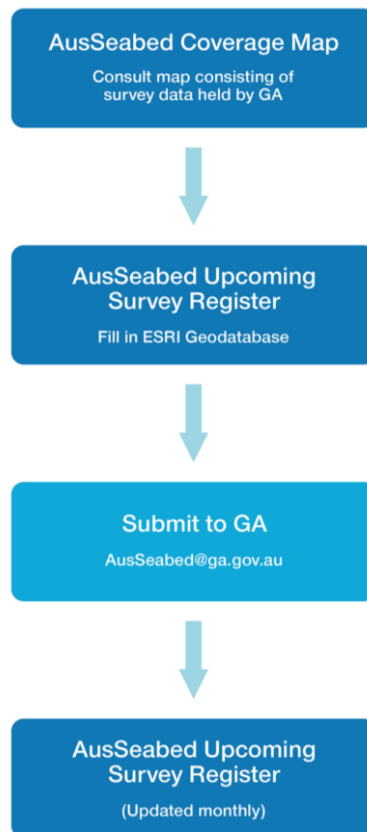 AusSeabed Coverage Map
Consult map consisting of
survey data held by GA
AusSeabed Upcoming
Survey Register
Fill in ESRI Geodatabase
Submit to GA
AusSeabed@ga.gov.au
AusSeabed Upcoming
Survey Register
(Updated monthly)